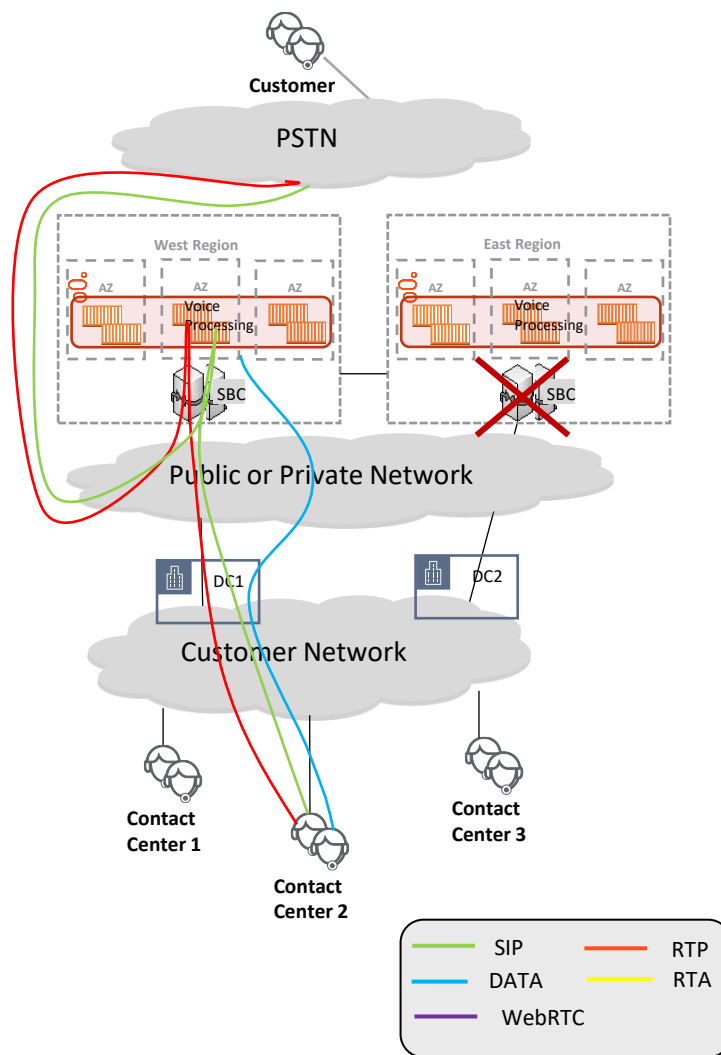 Customer
PSTN
West Region
East Region
AZ
AZ
AZ
AZ
AZ
AZ
Voice
Processing
Voice
Processing
SBC
SBC
Public or Private Network
DC1
DC2
Customer Network
Contact
Center 1
Contact
Center 2
Contact
Center 3
SIP
RTP
DATA
RTA
WebRTC